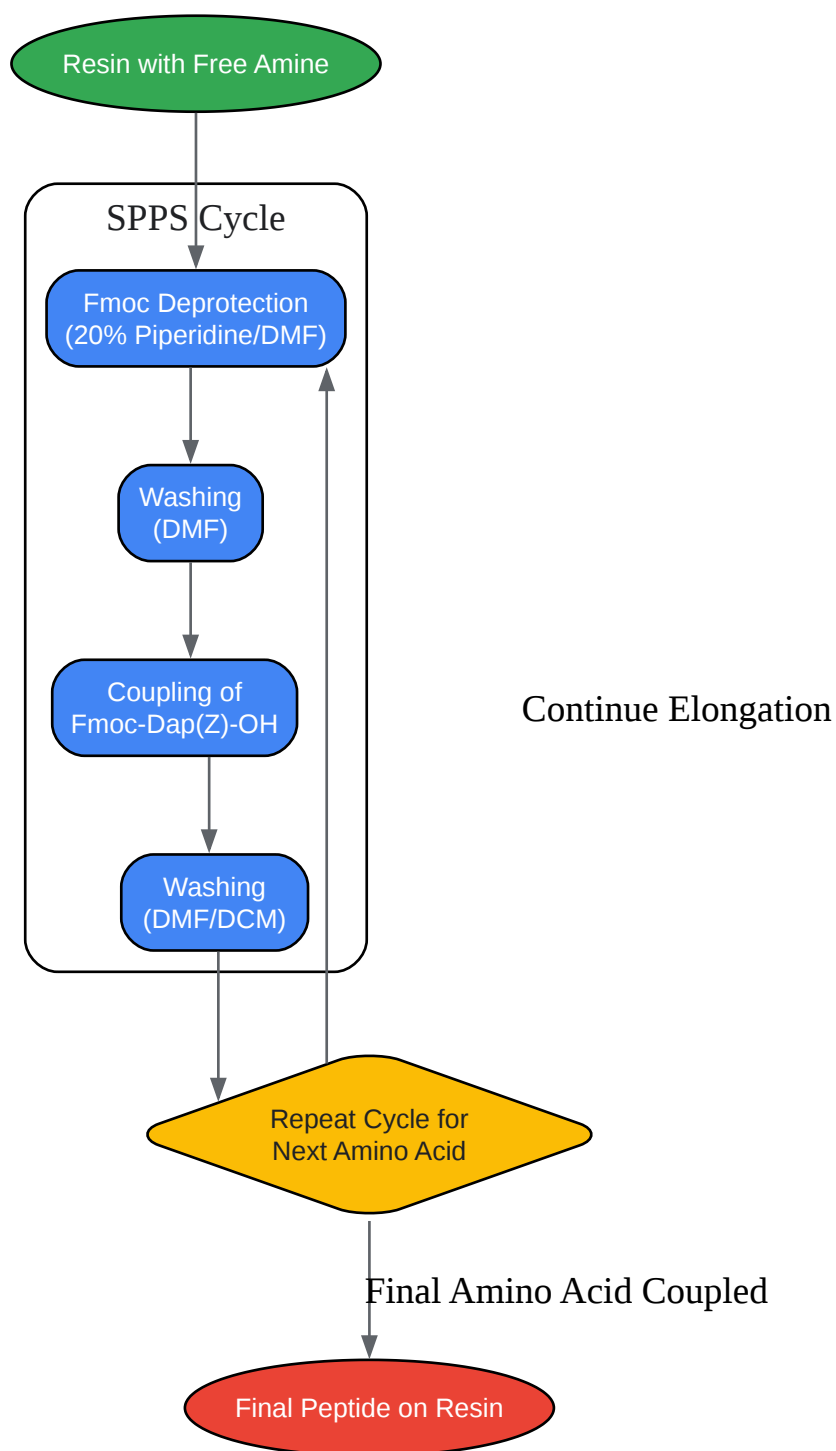 Resin with Free Amine
SPPS Cycle
Fmoc Deprotection
(20% Piperidine/DMF)
Washing
(DMF)
Coupling of
Fmoc-Dap(Z)-OH
Continue Elongation
Washing
(DMF/DCM)
Repeat Cycle for
Next Amino Acid
Final Amino Acid Coupled
Final Peptide on Resin